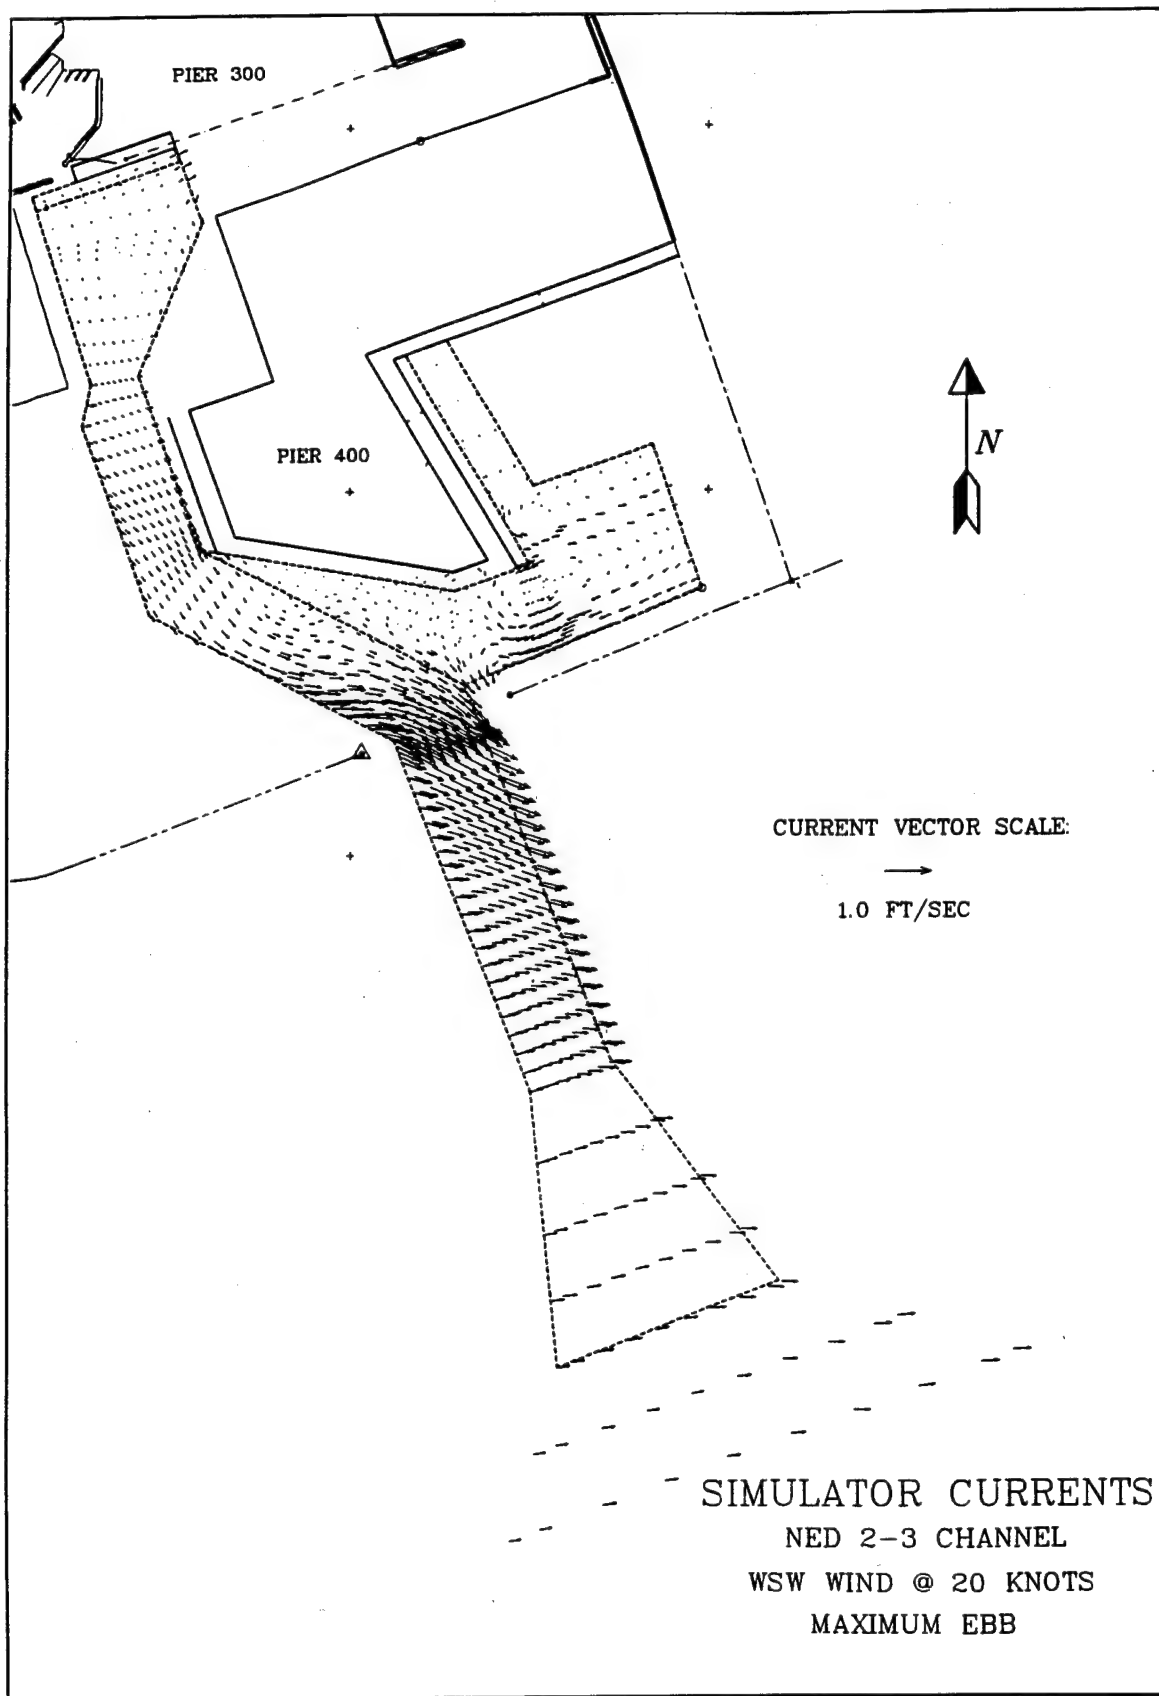 PIER 300
PIER 400
N
CURRENT VECTOR SCALE:
1.0 FT/SEC
SIMULATOR CURRENTS
NED 2-3 CHANNEL
WSW WIND @ 20 KNOTS
MAXIMUM EBB